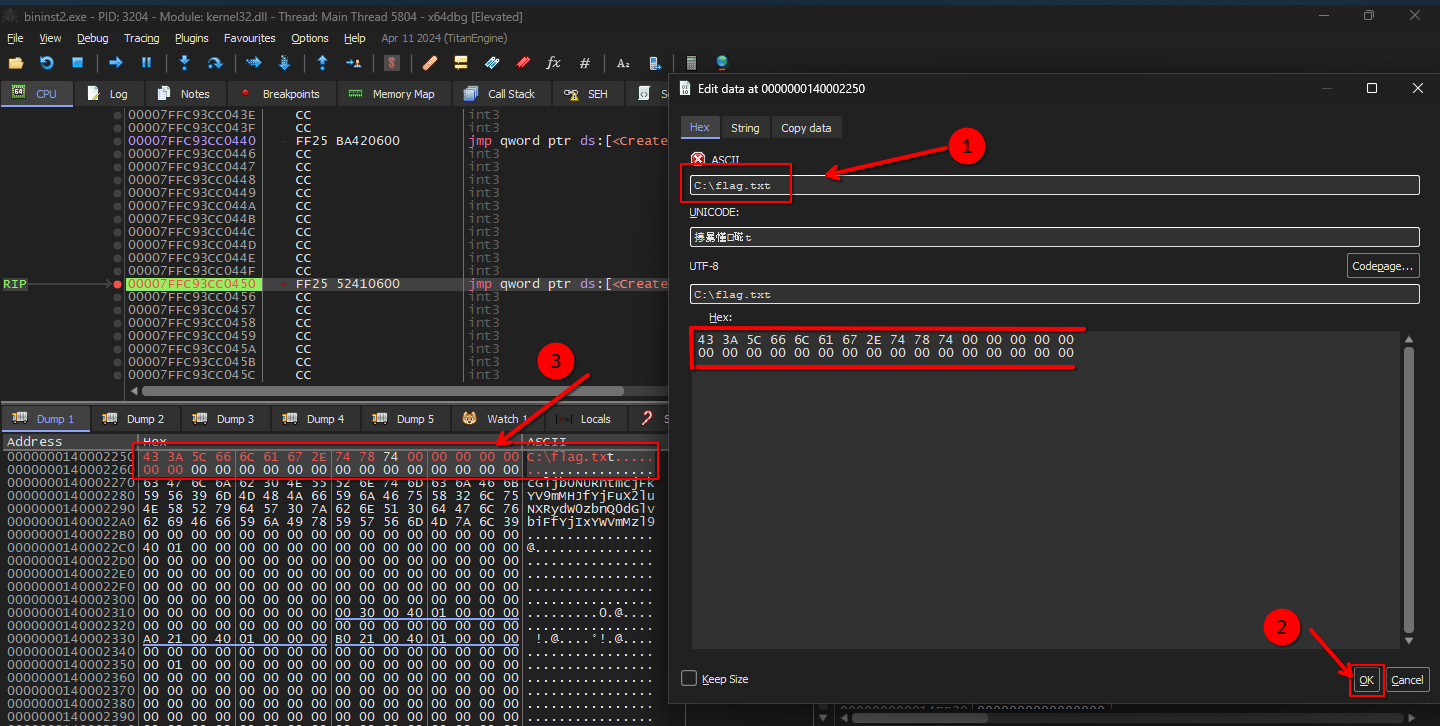 bininst2.exe - PID: 3204 - Module: kernel32.dll - Thread: Main Thread 5804 - x64dbg [Elevated]
File View Debug Tracing Plugins Favourites Options Help Apr 11 2024 (TitanEngine)
CPU Log Notes Breakpoints Memory Map Call Stack SEH
00007FFC93CC043E CC int3
00007FFC93CC043F CC int3
00007FFC93CC0440 FF25 BA420600 jmp qword ptr ds:[<Create
00007FFC93CC0446 CC int3
00007FFC93CC0447 CC int3
00007FFC93CC0448 CC int3
00007FFC93CC0449 CC int3
00007FFC93CC044A CC int3
00007FFC93CC044B CC int3
00007FFC93CC044C CC int3
00007FFC93CC044D CC int3
00007FFC93CC044E CC int3
00007FFC93CC044F CC int3
RIP 00007FFC93CC0450 FF25 52410600 jmp qword ptr ds:[<Create
00007FFC93CC0456 CC int3
00007FFC93CC0457 CC int3
00007FFC93CC0458 CC int3
00007FFC93CC0459 CC int3
00007FFC93CC045A CC int3
00007FFC93CC045B CC int3
00007FFC93CC045C CC int3
3
Dump 1 Dump 2 Dump 3 Dump 4 Dump 5 Watch 1 Locals
Address Hex ASCII
0000000140002250 43 3A 5C 66 6C 61 67 2E 74 78 74 00 00 00 00 00 C:\flag.txt.....
0000000140002260 00 00 00 00 00 00 00 00 00 00 00 00 00 00 00 00 ................
0000000140002270 63 47 6C 6A 62 30 4E 55 52 6E 74 6D 63 6A 46 6B cGljb0NURntmcjFk
0000000140002280 59 56 39 6D 4D 48 4A 66 59 6A 46 75 58 32 6C 75 YV9mMHJfYjFuX2lu
0000000140002290 4E 58 52 79 64 57 30 7A 62 6E 51 30 64 47 6C 76 NXRydW0zbnQ0dGlv
00000001400022A0 62 69 46 66 59 6A 49 78 59 57 56 6D 4D 7A 6C 39 biFfYjIxYWVmMzl9
00000001400022B0 00 00 00 00 00 00 00 00 00 00 00 00 00 00 00 00 ................
00000001400022C0 40 01 00 00 00 00 00 00 00 00 00 00 00 00 00 00 @...............
00000001400022D0 00 00 00 00 00 00 00 00 00 00 00 00 00 00 00 00 ................
00000001400022E0 00 00 00 00 00 00 00 00 00 00 00 00 00 00 00 00 ................
00000001400022F0 00 00 00 00 00 00 00 00 00 00 00 00 00 00 00 00 ................
0000000140002300 00 00 00 00 00 00 00 00 00 00 00 00 00 00 00 00 ................
0000000140002310 00 00 00 00 00 00 00 00 00 30 00 40 01 00 00 00 .........0.@....
0000000140002320 00 00 00 00 00 00 00 00 00 00 00 00 00 00 00 00 ................
0000000140002330 A0 21 00 40 01 00 00 00 B0 21 00 40 01 00 00 00  !.@....°!.@....
0000000140002340 00 00 00 00 00 00 00 00 00 00 00 00 00 00 00 00 ................
0000000140002350 00 01 00 00 00 00 00 00 00 00 00 00 00 00 00 00 ................
0000000140002360 00 00 00 00 00 00 00 00 00 00 00 00 00 00 00 00 ................
0000000140002370 00 00 00 00 00 00 00 00 00 00 00 00 00 00 00 00 ................
0000000140002380 00 00 00 00 00 00 00 00 00 00 00 00 00 00 00 00 ................
0000000140002390 00 00 00 00 00 00 00 00 00 00 00 00 00 00 00 00 ................
Edit data at 0000000140002250
Hex String Copy data
1
ASCII
C:\flag.txt
UNICODE:
UTF-8
Codepage...
C:\flag.txt
Hex:
43 3A 5C 66 6C 61 67 2E 74 78 74 00 00 00 00 00
00 00 00 00 00 00 00 00 00 00 00 00 00 00 00 00
2
Keep Size
OK Cancel